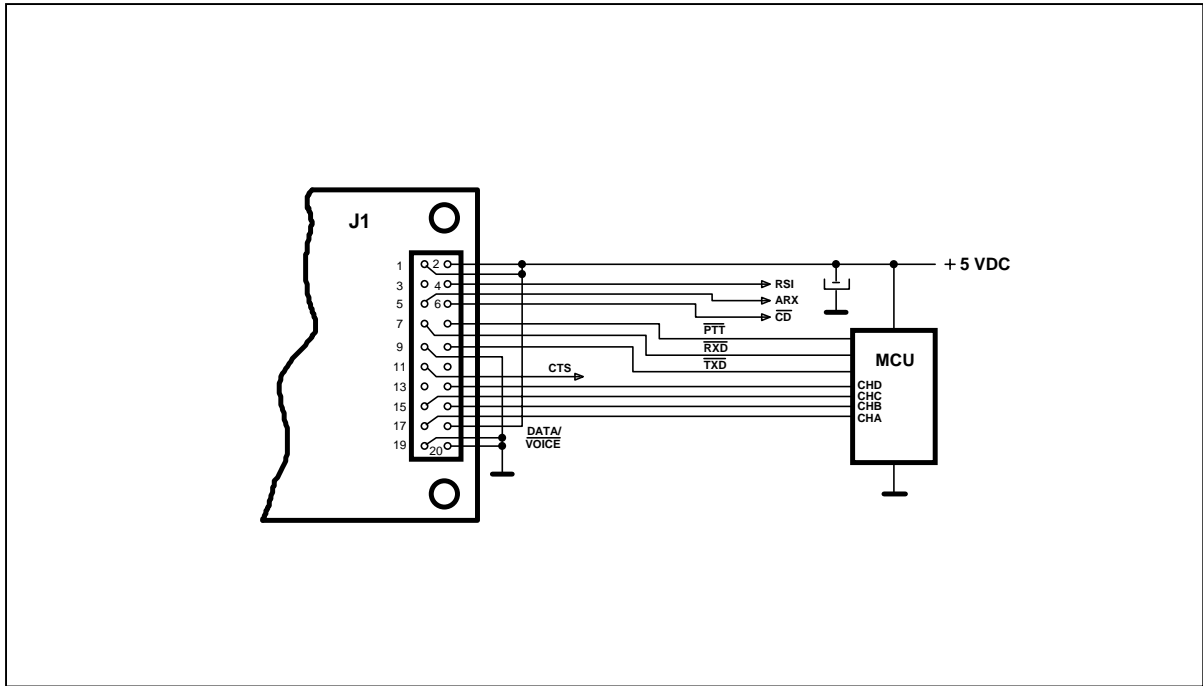 J1
1 2
+ 5 VDC
3 4
RSI
5 6
ARX
CD
7
PTT
RXD
9
TXD
MCU
11
CTS
13
CHD
CHC
15
CHB
17
CHA
DATA/
VOICE
19 20